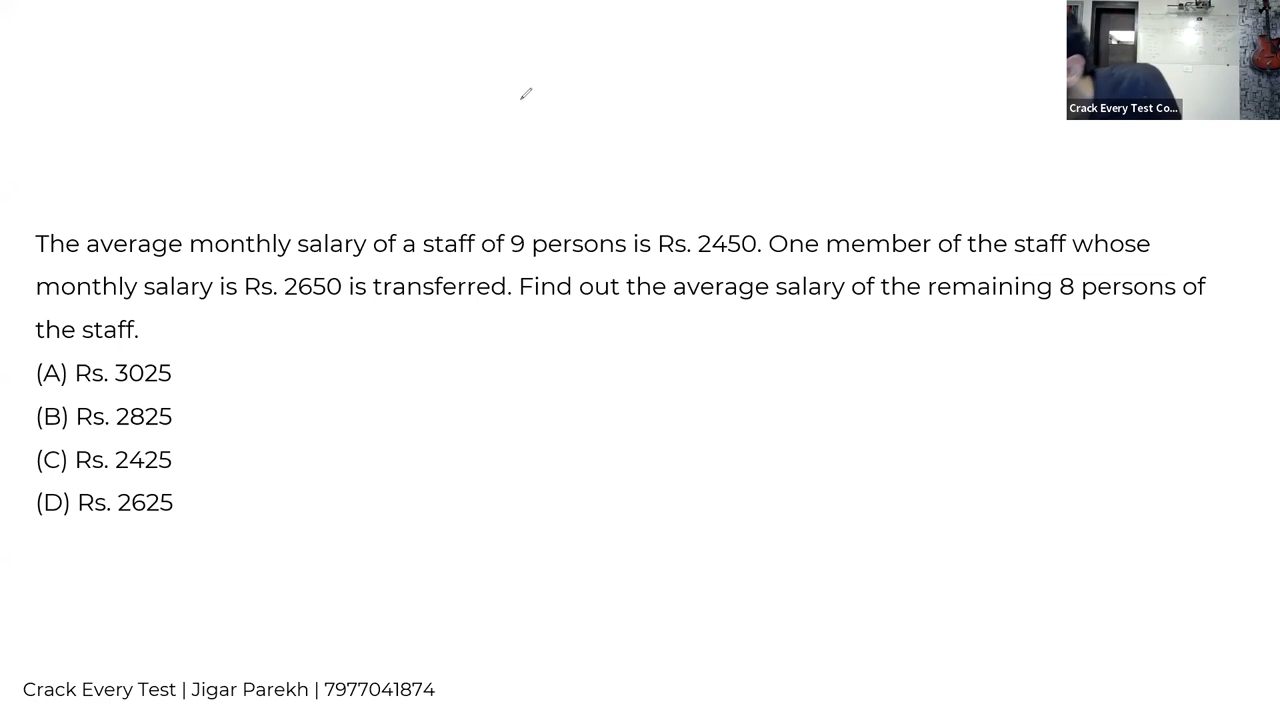 Crack Every Test Co...
The average monthly salary of a staff of 9 persons is Rs. 2450. One member of the staff whose
monthly salary is Rs. 2650 is transferred. Find out the average salary of the remaining 8 persons of
the staff.
(A) Rs. 3025
(B) Rs. 2825
(C) Rs. 2425
(D) Rs. 2625
Crack Every Test | Jigar Parekh | 7977041874